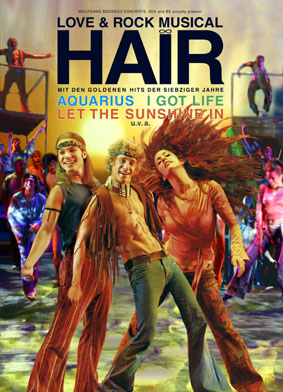 WOLFGANG BOCKSCH CONCERTS, BSA and BE proudly present
LOVE & ROCK MUSICAL
HAIR
MIT DEN GOLDENEN HITS DER SIEBZIGER JAHRE
AQUARIUS I GOT LIFE
LET THE SUNSHINE IN
u.v.a.